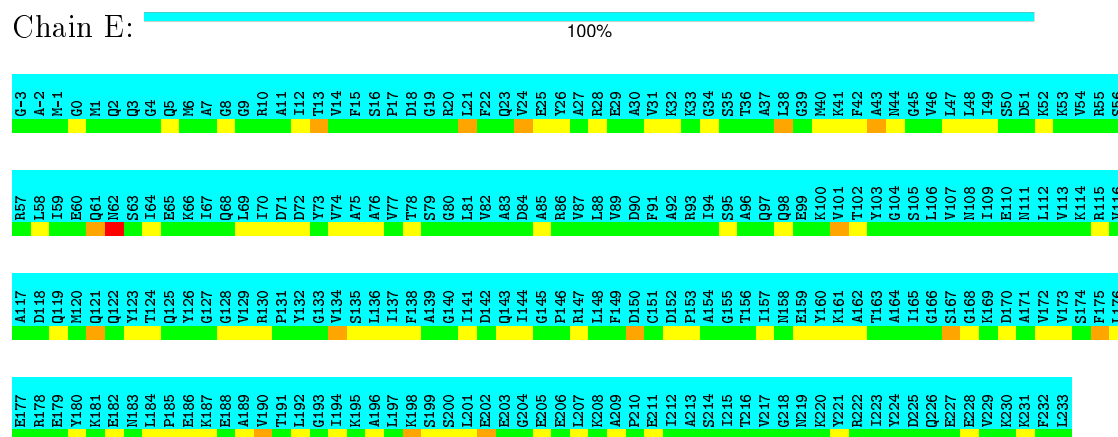 Chain E:
100%
G-3 A-2 M-1 G0 M1 Q2 Q3 G4 Q5 M6 A7 G8 G9 R10 A11 I12 T13 V14 F15 S16 P17 D18 G19 R20 L21 F22 Q23 V24 E25 Y26 A27 R28 E29 A30 V31 K32 K33 G34 S35 T36 A37 L38 G39 M40 K41 F42 A43 N44 G45 V46 L47 L48 I49 S50 D51 K52 K53 V54 R55 S56
R57 L58 I59 E60 Q61 N62 S63 I64 E65 K66 I67 Q68 L69 I70 D71 D72 Y73 V74 A75 A76 V77 T78 S79 G80 L81 V82 A83 D84 A85 R86 V87 L88 V89 D90 F91 A92 R93 I94 S95 A96 Q97 Q98 E99 K100 V101 T102 Y103 G104 S105 L106 V107 N108 I109 E110 N111 L112 V113 K114 R115 V116
A117 D118 Q119 M120 Q121 Q122 Y123 T124 Q125 Y126 G127 G128 V129 R130 P131 Y132 G133 V134 S135 L136 I137 F138 A139 G140 I141 D142 Q143 I144 G145 P146 R147 L148 F149 D150 C151 D152 P153 A154 G155 T156 I157 N158 E159 Y160 K161 A162 T163 A164 I165 G166 S167 G168 K169 D170 A171 V172 V173 S174 F175 L176
E177 R178 E179 Y180 K181 E182 N183 L184 P185 E186 K187 E188 A189 V190 T191 L192 G193 I194 K195 A196 L197 K198 S199 S200 L201 E202 E203 G204 E205 E206 L207 K208 A209 P210 E211 I212 A213 S214 I215 T216 V217 G218 N219 K220 Y221 R222 I223 Y224 D225 Q226 E227 E228 V229 K230 K231 F232 L233